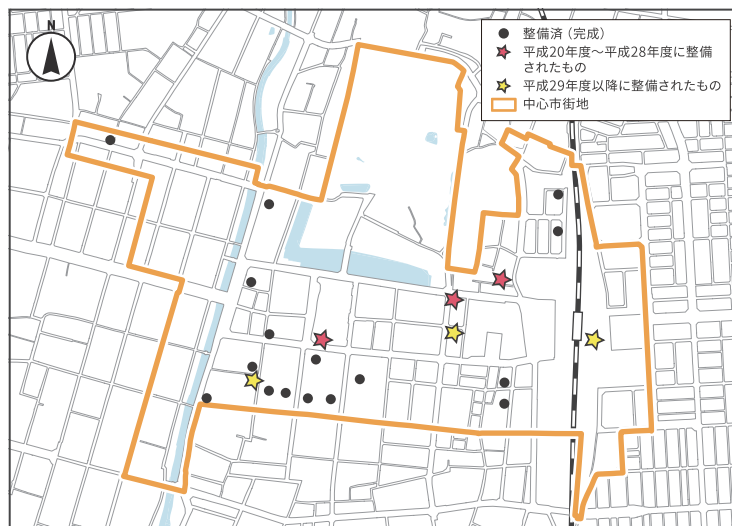 N
整備済(完成)
平成20年度～平成28年度に整備
されたもの
平成29年度以降に整備されたもの
中心市街地